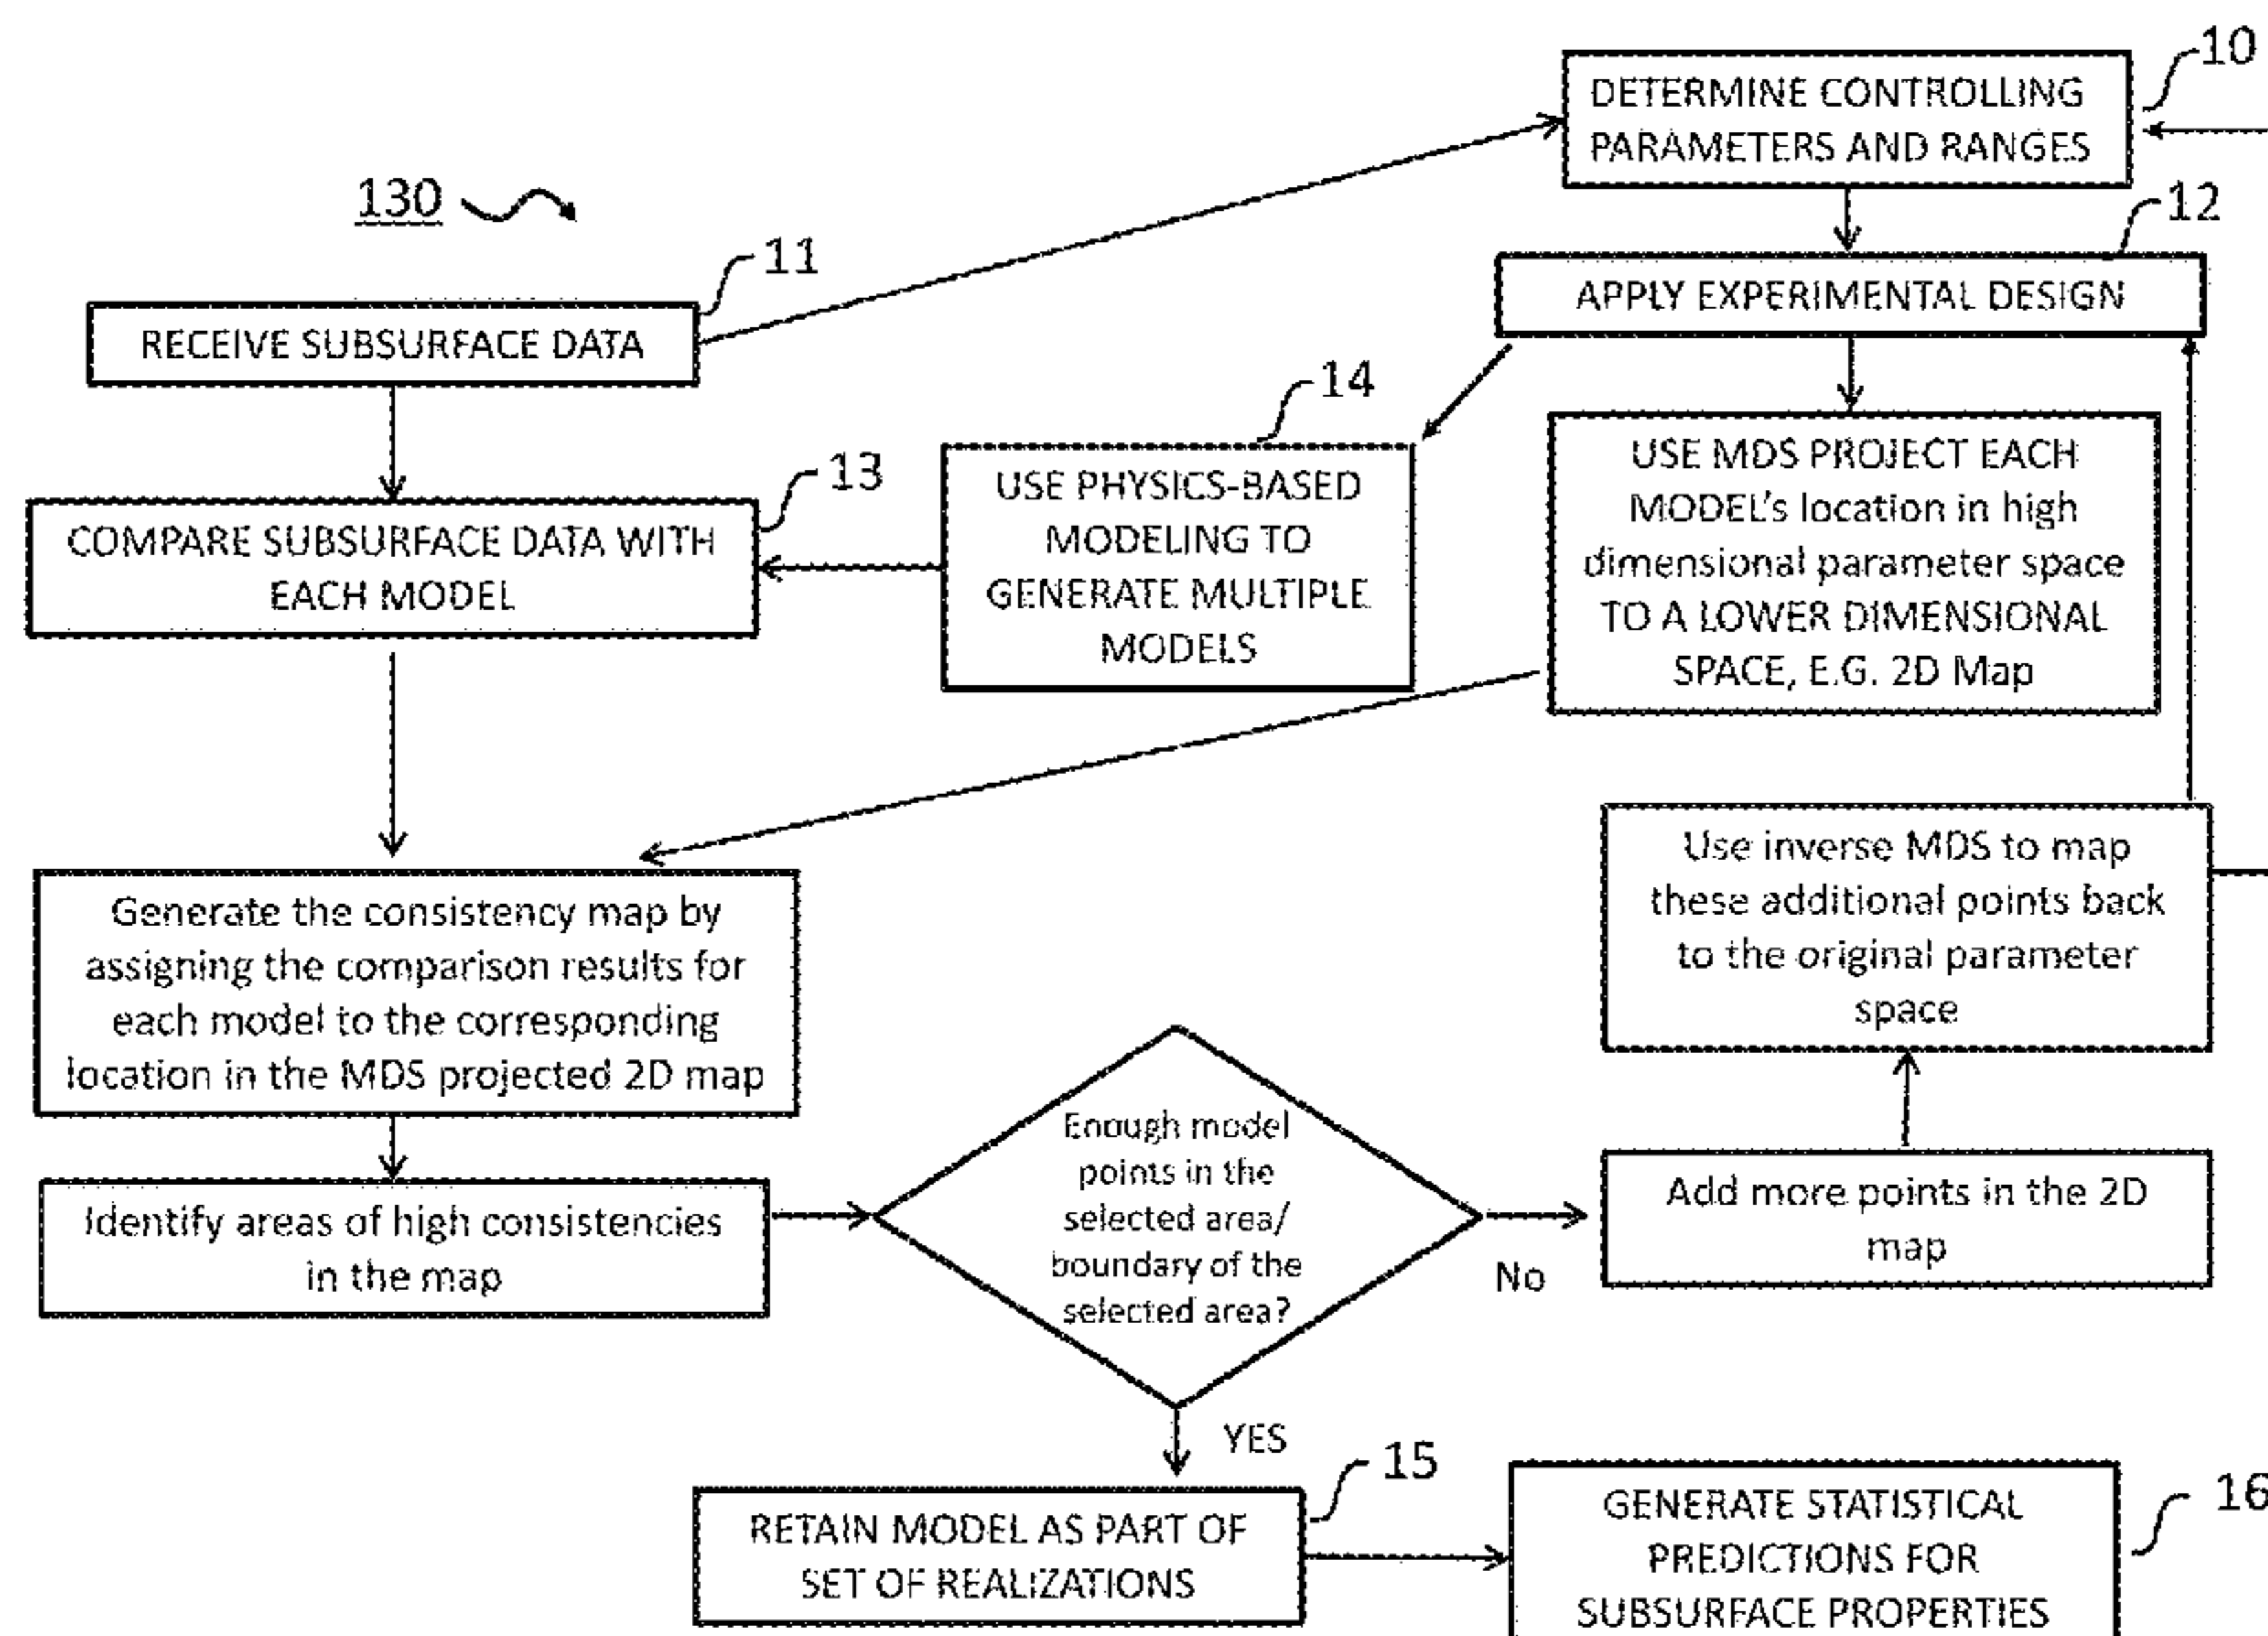 10
DETERMINE CONTROLLING
PARAMETERS AND RANGES
130
12
11
APPLY EXPERIMENTAL DESIGN
RECEIVE SUBSURFACE DATA
14
USE MDS PROJECT EACH
MODEL's location in high
dimensional parameter space
TO A LOWER DIMENSIONAL
SPACE, E.G. 2D Map
13
USE PHYSICS-BASED
MODELING TO
GENERATE MULTIPLE
MODELS
COMPARE SUBSURFACE DATA WITH
EACH MODEL
Use inverse MDS to map
these additional points back
to the original parameter
space
Generate the consistency map by
assigning the comparison results for
each model to the corresponding
location in the MDS projected 2D map
Enough model
points in the
selected area/
boundary of the
selected area?
Add more points in the 2D
map
Identify areas of high consistencies
in the map
No
YES
15
RETAIN MODEL AS PART OF
SET OF REALIZATIONS
16
GENERATE STATISTICAL
PREDICTIONS FOR
SUBSURFACE PROPERTIES